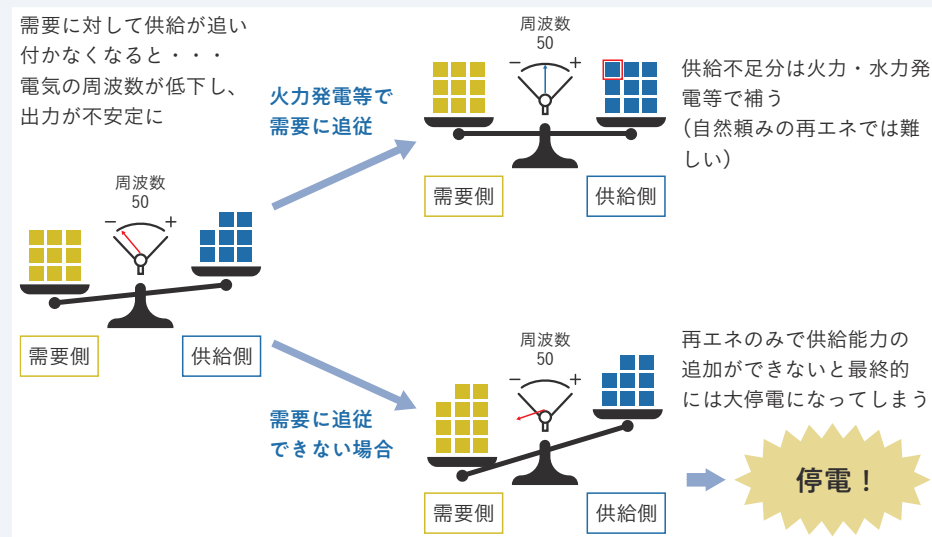 需要に対して供給が追い
付かなくなると・・・
電気の周波数が低下し、
出力が不安定に
周波数
50
− +
需要側
供給側
火力発電等で
需要に追従
周波数
50
− +
需要側
供給側
供給不足分は火力・水力発
電等で補う
(自然頼みの再エネでは難
しい)
需要に追従
できない場合
周波数
50
− +
需要側
供給側
再エネのみで供給能力の
追加ができないと最終的
には大停電になってしまう
停電！